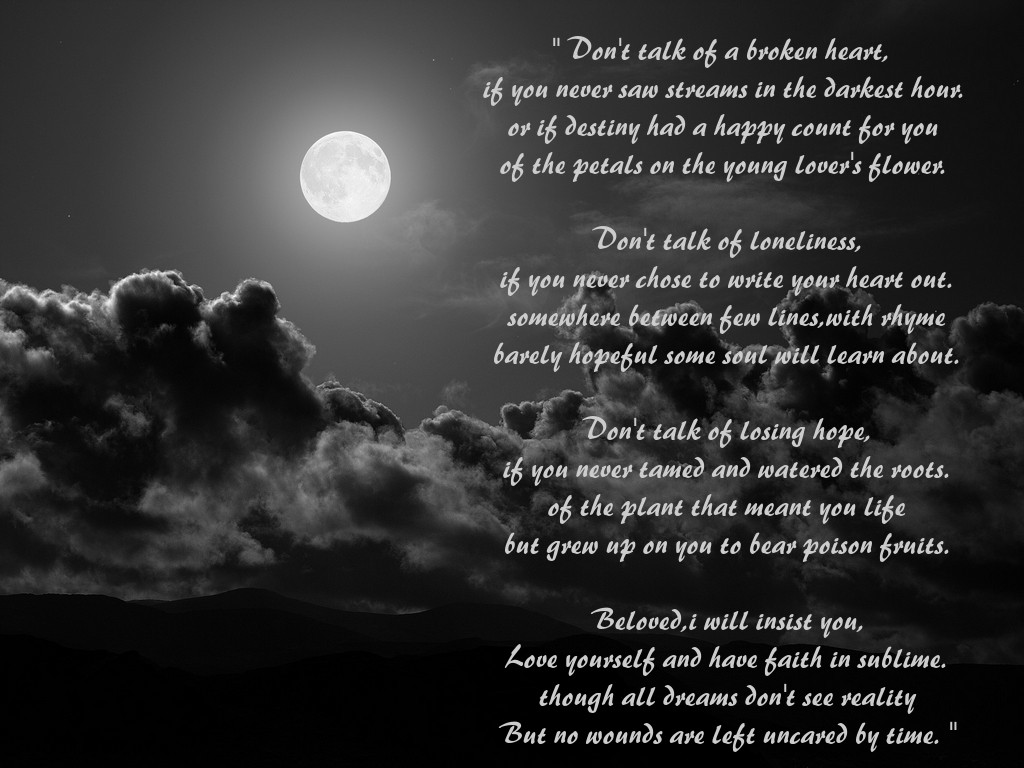 " Don't talk of a broken heart,
if you never saw streams in the darkest hour.
or if destiny had a happy count for you
of the petals on the young lover's flower.
Don't talk of loneliness,
if you never chose to write your heart out.
somewhere between few lines,with rhyme
barely hopeful some soul will learn about.
Don't talk of losing hope,
if you never tamed and watered the roots.
of the plant that meant you life
but grew up on you to bear poison fruits.
Beloved,i will insist you,
Love yourself and have faith in sublime.
though all dreams don't see reality
But no wounds are left uncared by time. "